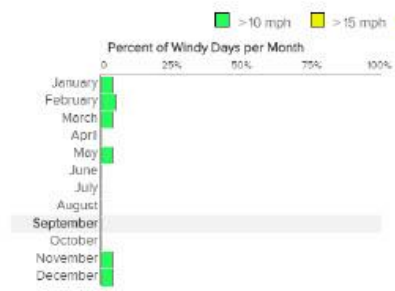 >10 mph >15 mph
Percent of Windy Days per Month
0 25% 50% 75% 100%
January
February
March
April
May
June
July
August
September
October
November
December